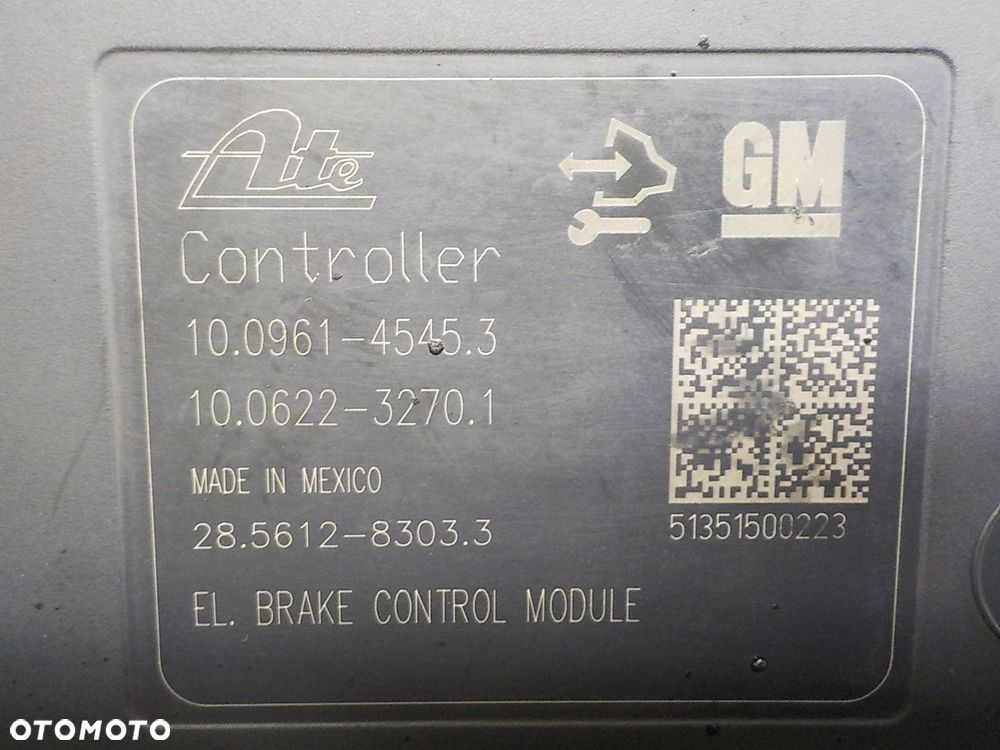 Ate
GM
Controller
10.0961-4545.3
10.0622-3270.1
MADE IN MEXICO
28.5612-8303.3
51351500223
EL. BRAKE CONTROL MODULE
OTOMOTO